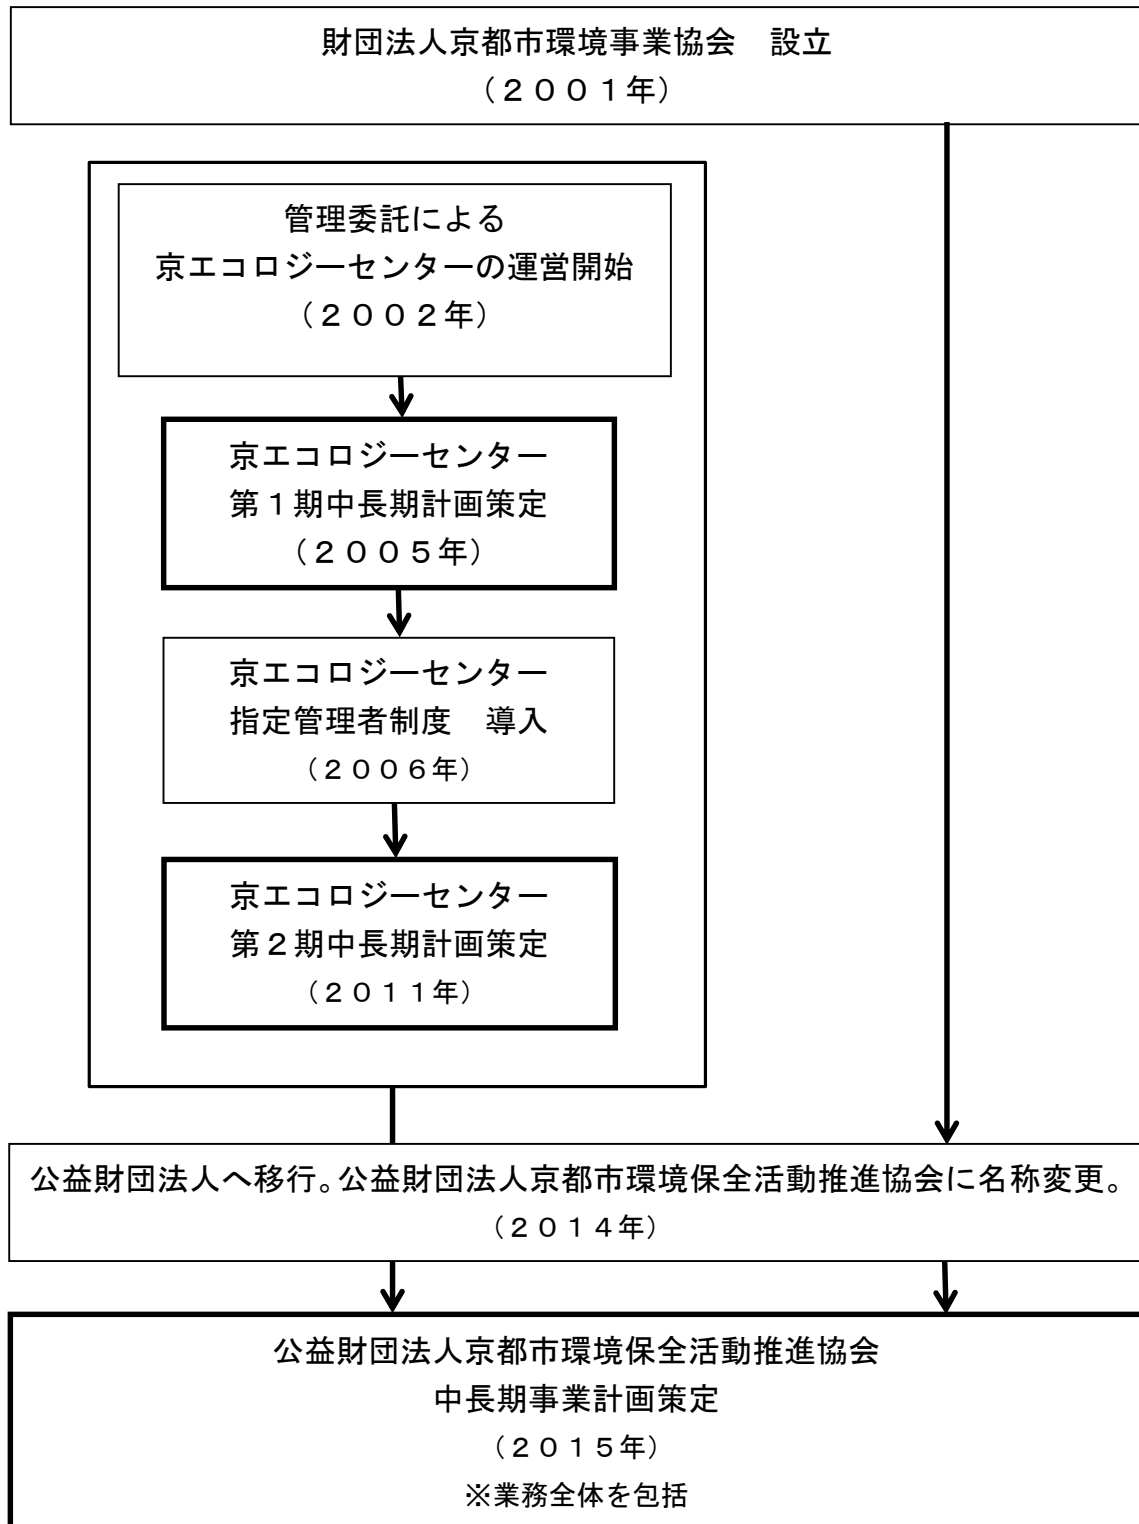 財団法人京都市環境事業協会　設立
（２００１年）
管理委託による
京エコロジーセンターの運営開始
（２００２年）
京エコロジーセンター
第１期中長期計画策定
（２００５年）
京エコロジーセンター
指定管理者制度　導入
（２００６年）
京エコロジーセンター
第２期中長期計画策定
（２０１１年）
公益財団法人へ移行。公益財団法人京都市環境保全活動推進協会に名称変更。
（２０１４年）
公益財団法人京都市環境保全活動推進協会
中長期事業計画策定
（２０１５年）
※業務全体を包括